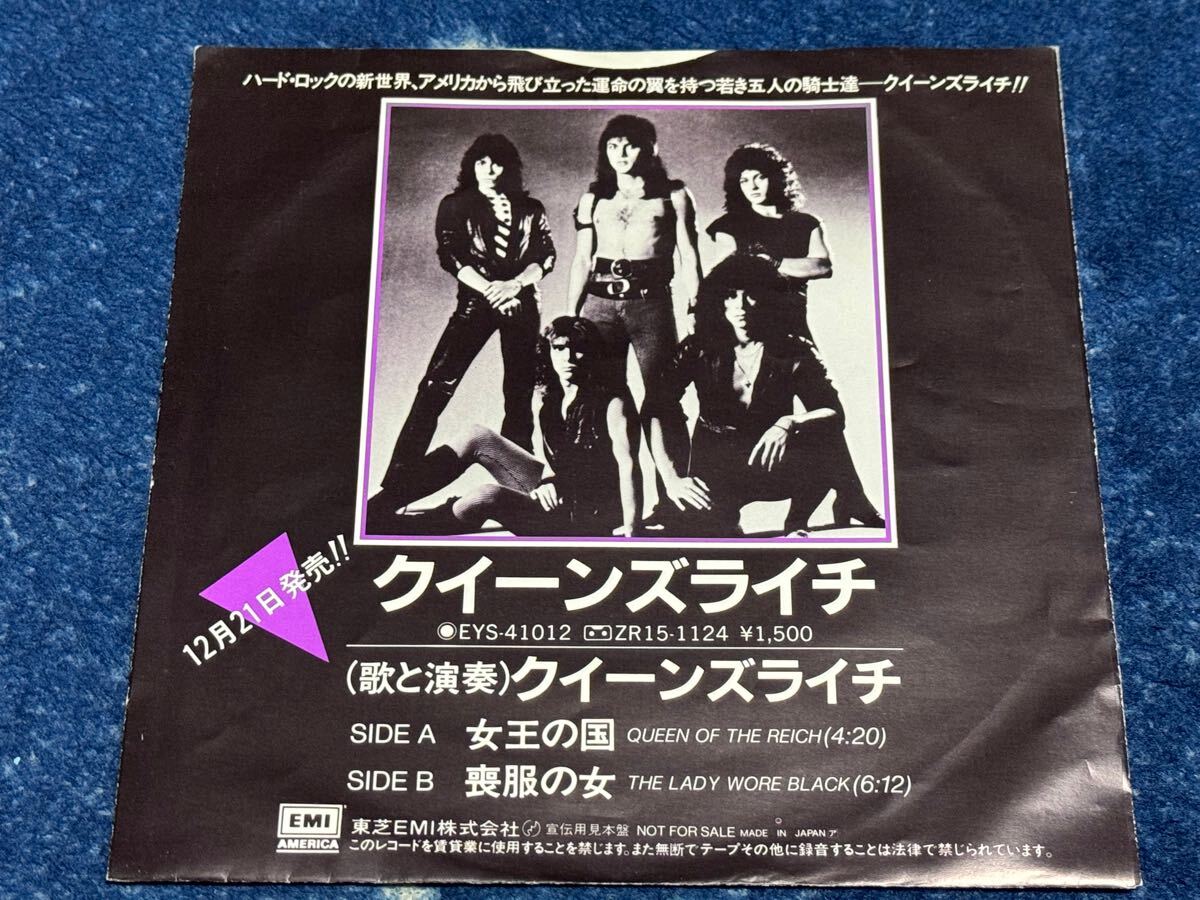 ハード・ロックの新世界、アメリカから飛び立った運命の翼を持つ若き五人の騎士達—クイーンズライチ!!
12月21日発売!!
クイーンズライチ
EYS-41012 ZR15-1124 ¥1,500
(歌と演奏)クイーンズライチ
SIDE A 女王の国 QUEEN OF THE REICH(4:20)
SIDE B 喪服の女 THE LADY WORE BLACK(6:12)
EMI
AMERICA
東芝EMI株式会社 宣伝用見本盤 NOT FOR SALE MADE IN JAPAN ア
このレコードを賃貸業に使用することを禁じます。また無断でテープその他に録音することは法律で禁じられています。